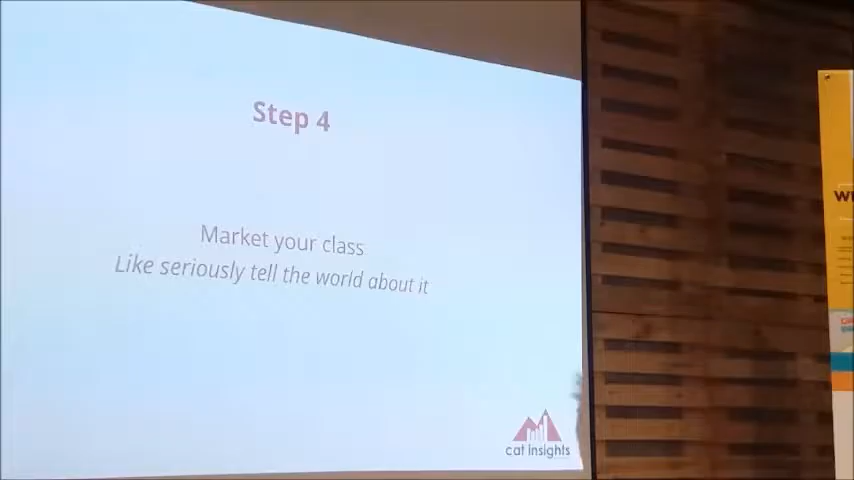 Step 4
Market your class
Like seriously tell the world about it
cat insights